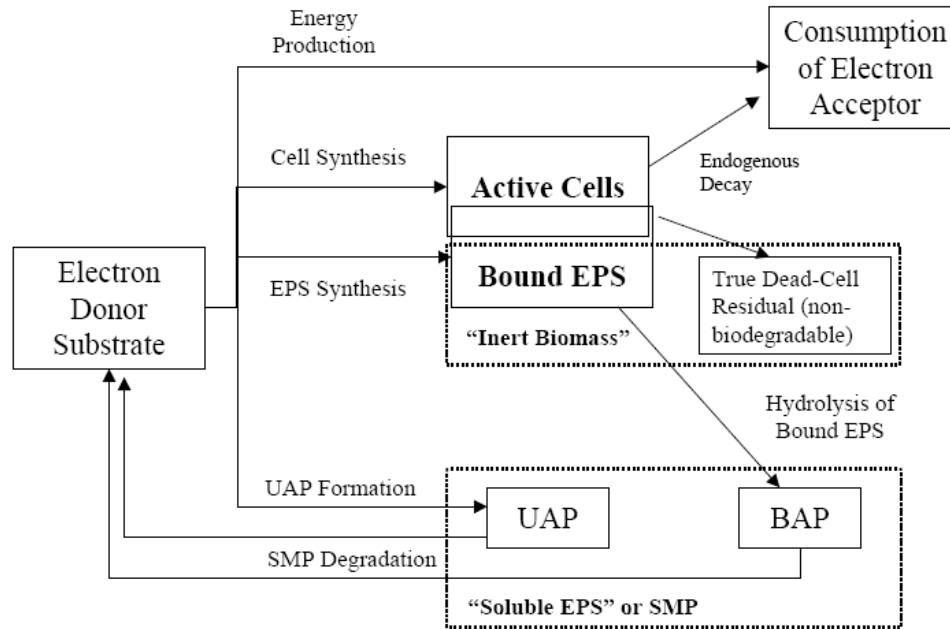 Energy
Production
Consumption
of Electron
Acceptor
Cell Synthesis
Active Cells
Endogenous
Decay
Electron
Donor
Substrate
EPS Synthesis
Bound EPS
True Dead-Cell
Residual (non-
biodegradable)
“Inert Biomass”
Hydrolysis of
Bound EPS
UAP Formation
UAP
BAP
SMP Degradation
“Soluble EPS” or SMP